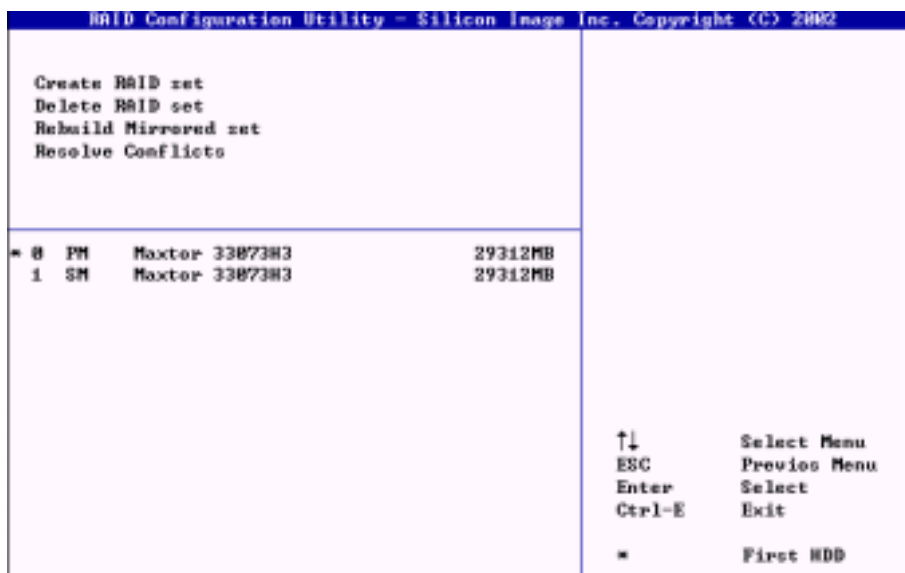 RAID Configuration Utility - Silicon Image Inc. Copyright (C) 2002
Create RAID set
Delete RAID set
Rebuild Mirrored set
Resolve Conflicts
* 0 PM Maxtor 33073H3 29312MB
1 SM Maxtor 33073H3 29312MB
↑↓ Select Menu
ESC Previos Menu
Enter Select
Ctrl-E Exit
* First HDD